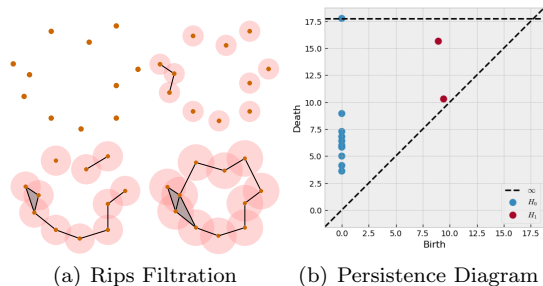 17.5
15.0
12.5
10.0
7.5
5.0
2.5
0.0
Death
∞
H₀
H₁
0.0 2.5 5.0 7.5 10.0 12.5 15.0 17.5
Birth
(a) Rips Filtration
(b) Persistence Diagram